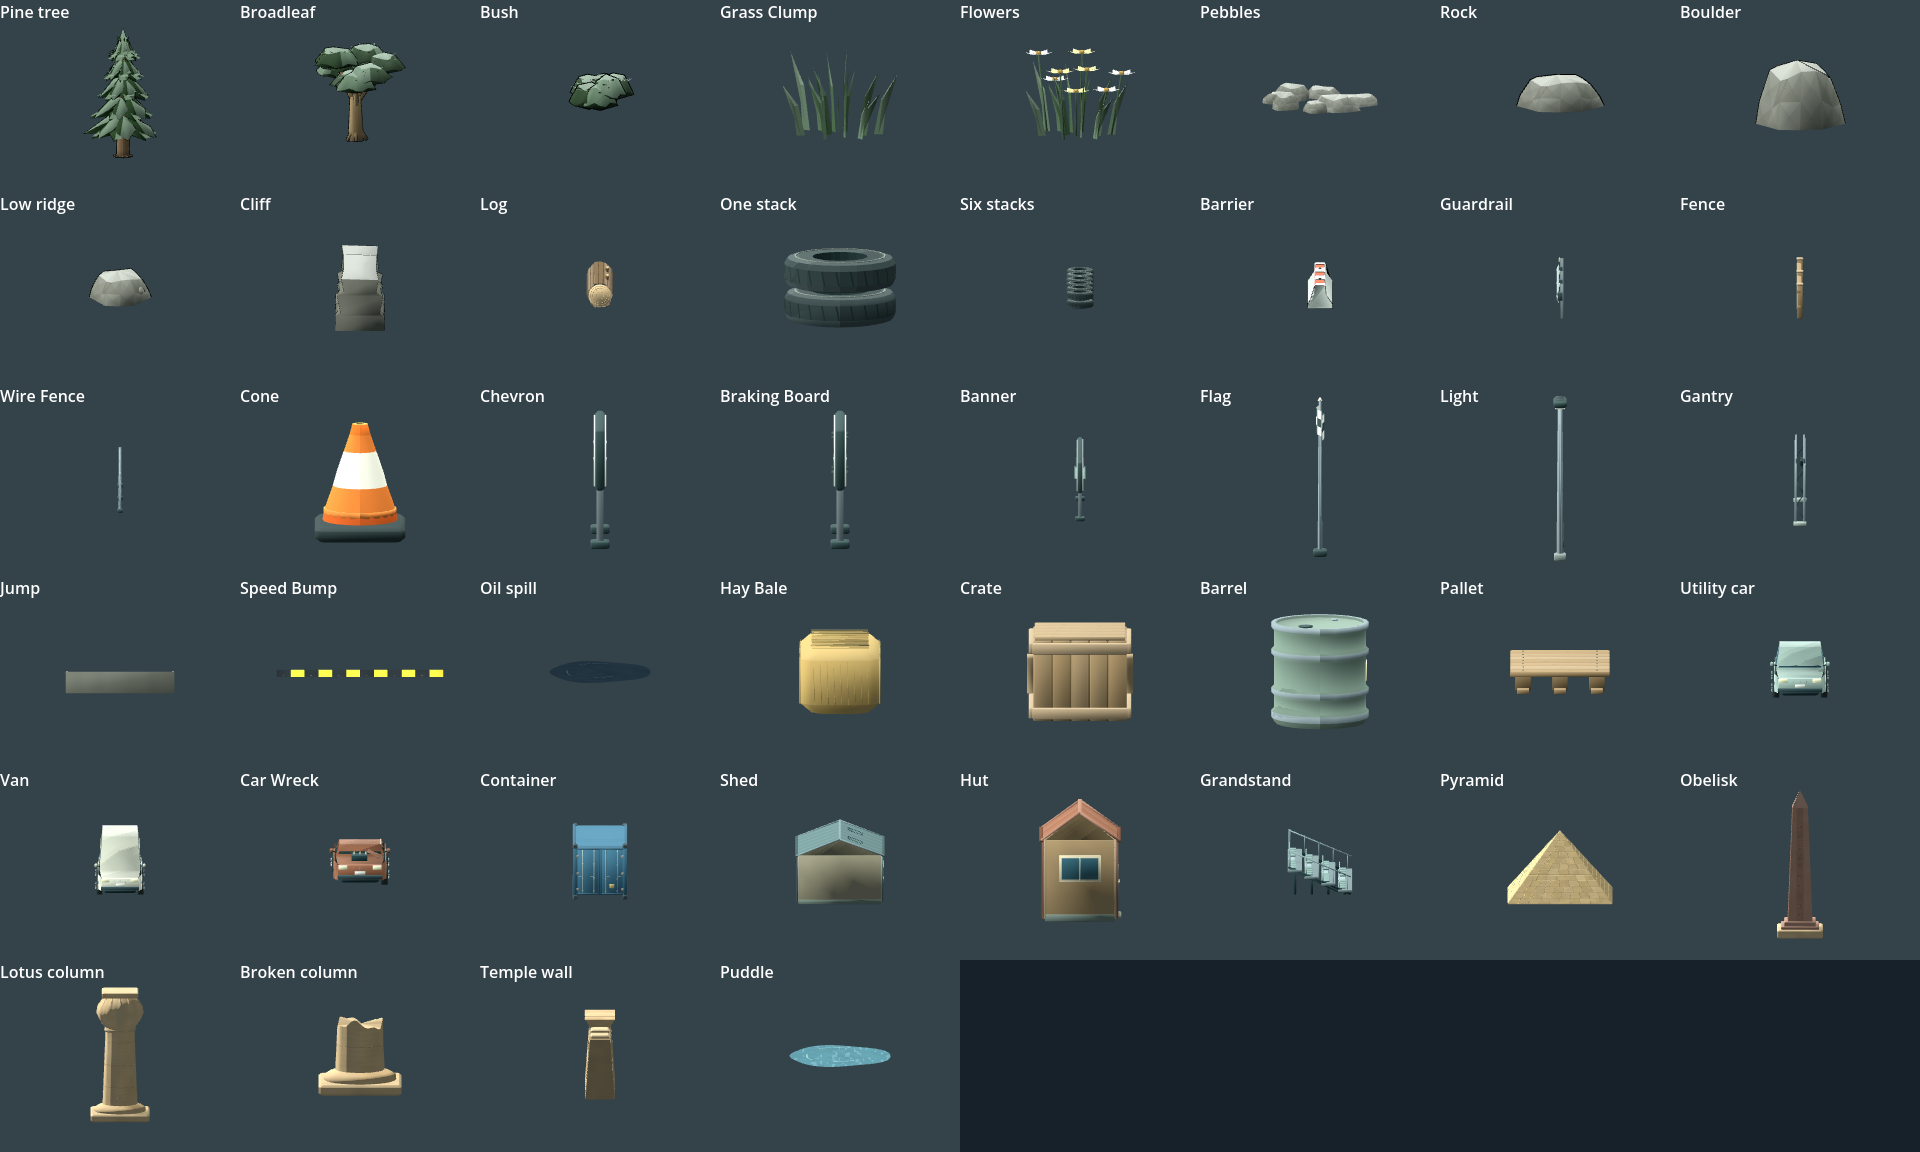 Pine tree
Broadleaf
Bush
Grass Clump
Flowers
Pebbles
Rock
Boulder
Low ridge
Cliff
Log
One stack
Six stacks
Barrier
Guardrail
Fence
Wire Fence
Cone
Chevron
Braking Board
Banner
Flag
Light
Gantry
Jump
Speed Bump
Oil spill
Hay Bale
Crate
Barrel
Pallet
Utility car
Van
Car Wreck
Container
Shed
Hut
Grandstand
Pyramid
Obelisk
Lotus column
Broken column
Temple wall
Puddle